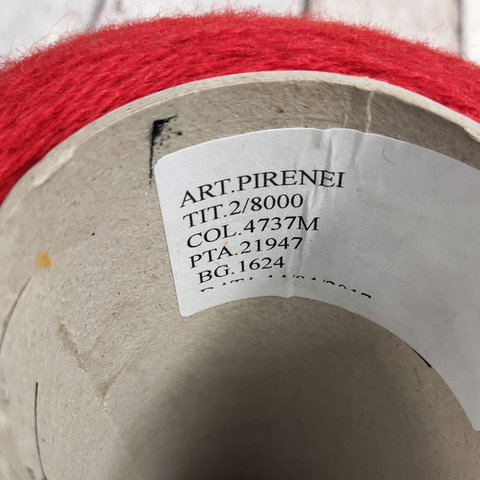 ART.PIRENEI
TIT.2/8000
COL.4737M
PTA.21947
BG.1624